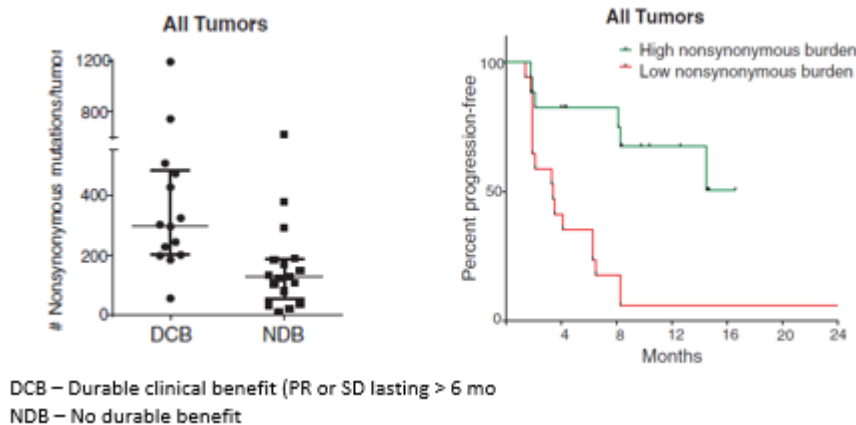 All Tumors
# Nonsynonymous mutations/tumor
1200
800
400
200
0
DCB
NDB
All Tumors
High nonsynonymous burden
Low nonsynonymous burden
Percent progression-free
100
50
0
4
8
12
16
20
24
Months
DCB – Durable clinical benefit (PR or SD lasting > 6 mo
NDB – No durable benefit